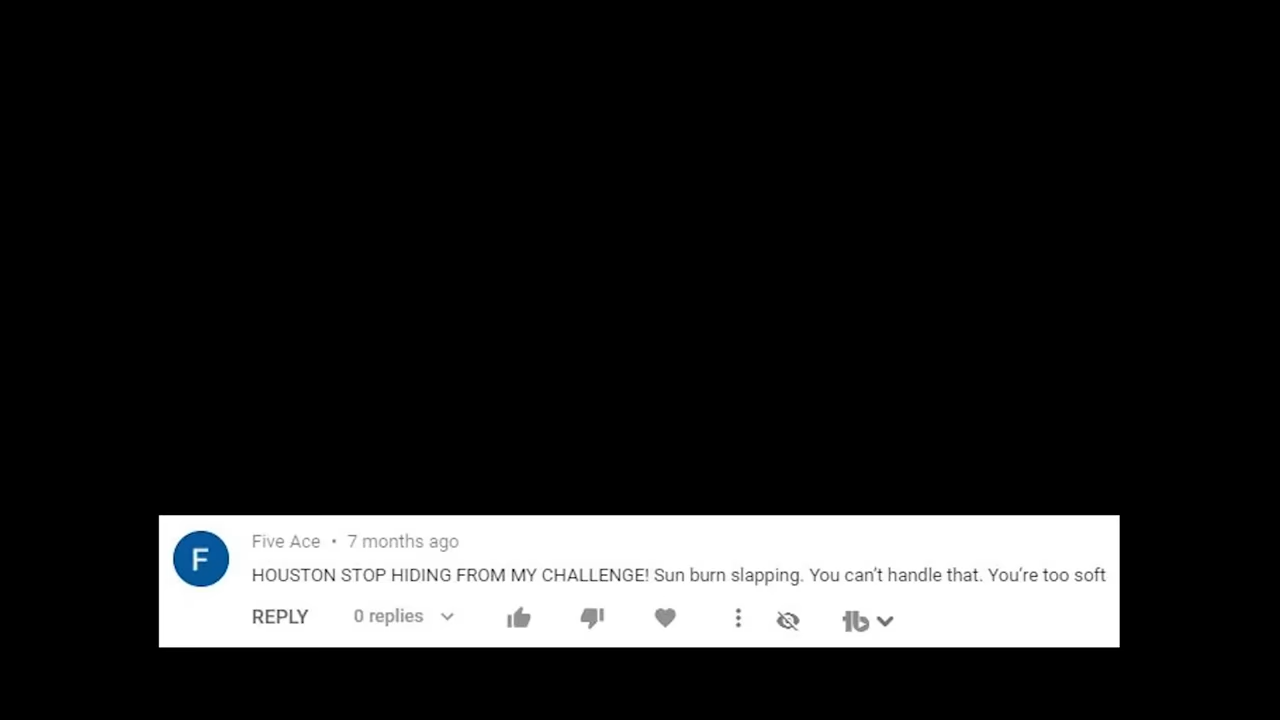 F
Five Ace • 7 months ago
HOUSTON STOP HIDING FROM MY CHALLENGE! Sun burn slapping. You can't handle that. You're too soft
REPLY 0 replies